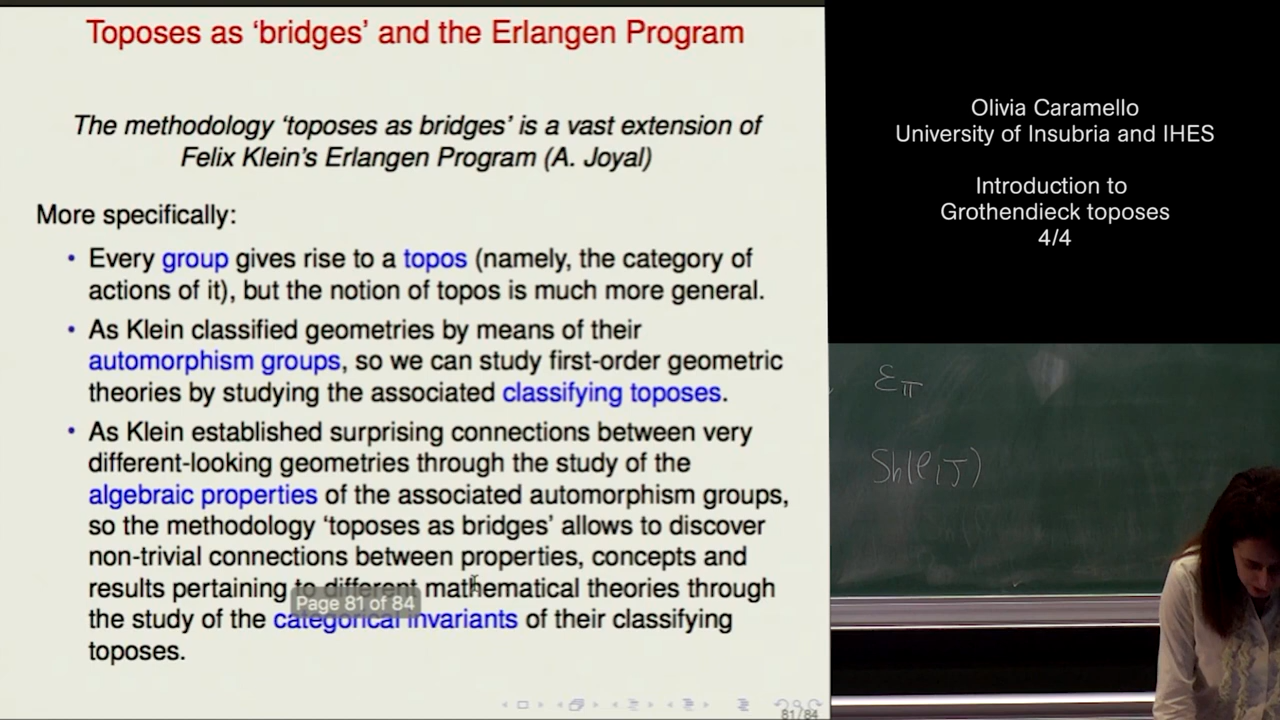 Toposes as ‘bridges’ and the Erlangen Program
The methodology ‘toposes as bridges’ is a vast extension of
Felix Klein’s Erlangen Program (A. Joyal)
More specifically:
• Every group gives rise to a topos (namely, the category of
actions of it), but the notion of topos is much more general.
• As Klein classified geometries by means of their
automorphism groups, so we can study first-order geometric
theories by studying the associated classifying toposes.
• As Klein established surprising connections between very
different-looking geometries through the study of the
algebraic properties of the associated automorphism groups,
so the methodology ‘toposes as bridges’ allows to discover
non-trivial connections between properties, concepts and
results pertaining to different mathematical theories through
Page 81 of 84
the study of the categorical invariants of their classifying
toposes.
81/84
Olivia Caramello
University of Insubria and IHES
Introduction to
Grothendieck toposes
4/4
Sh(C,J)